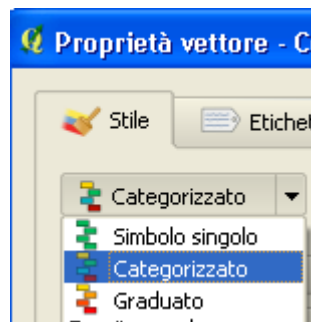 Proprietà vettore - C
Stile Etichet
Categorizzato
Simbolo singolo
Categorizzato
Graduato